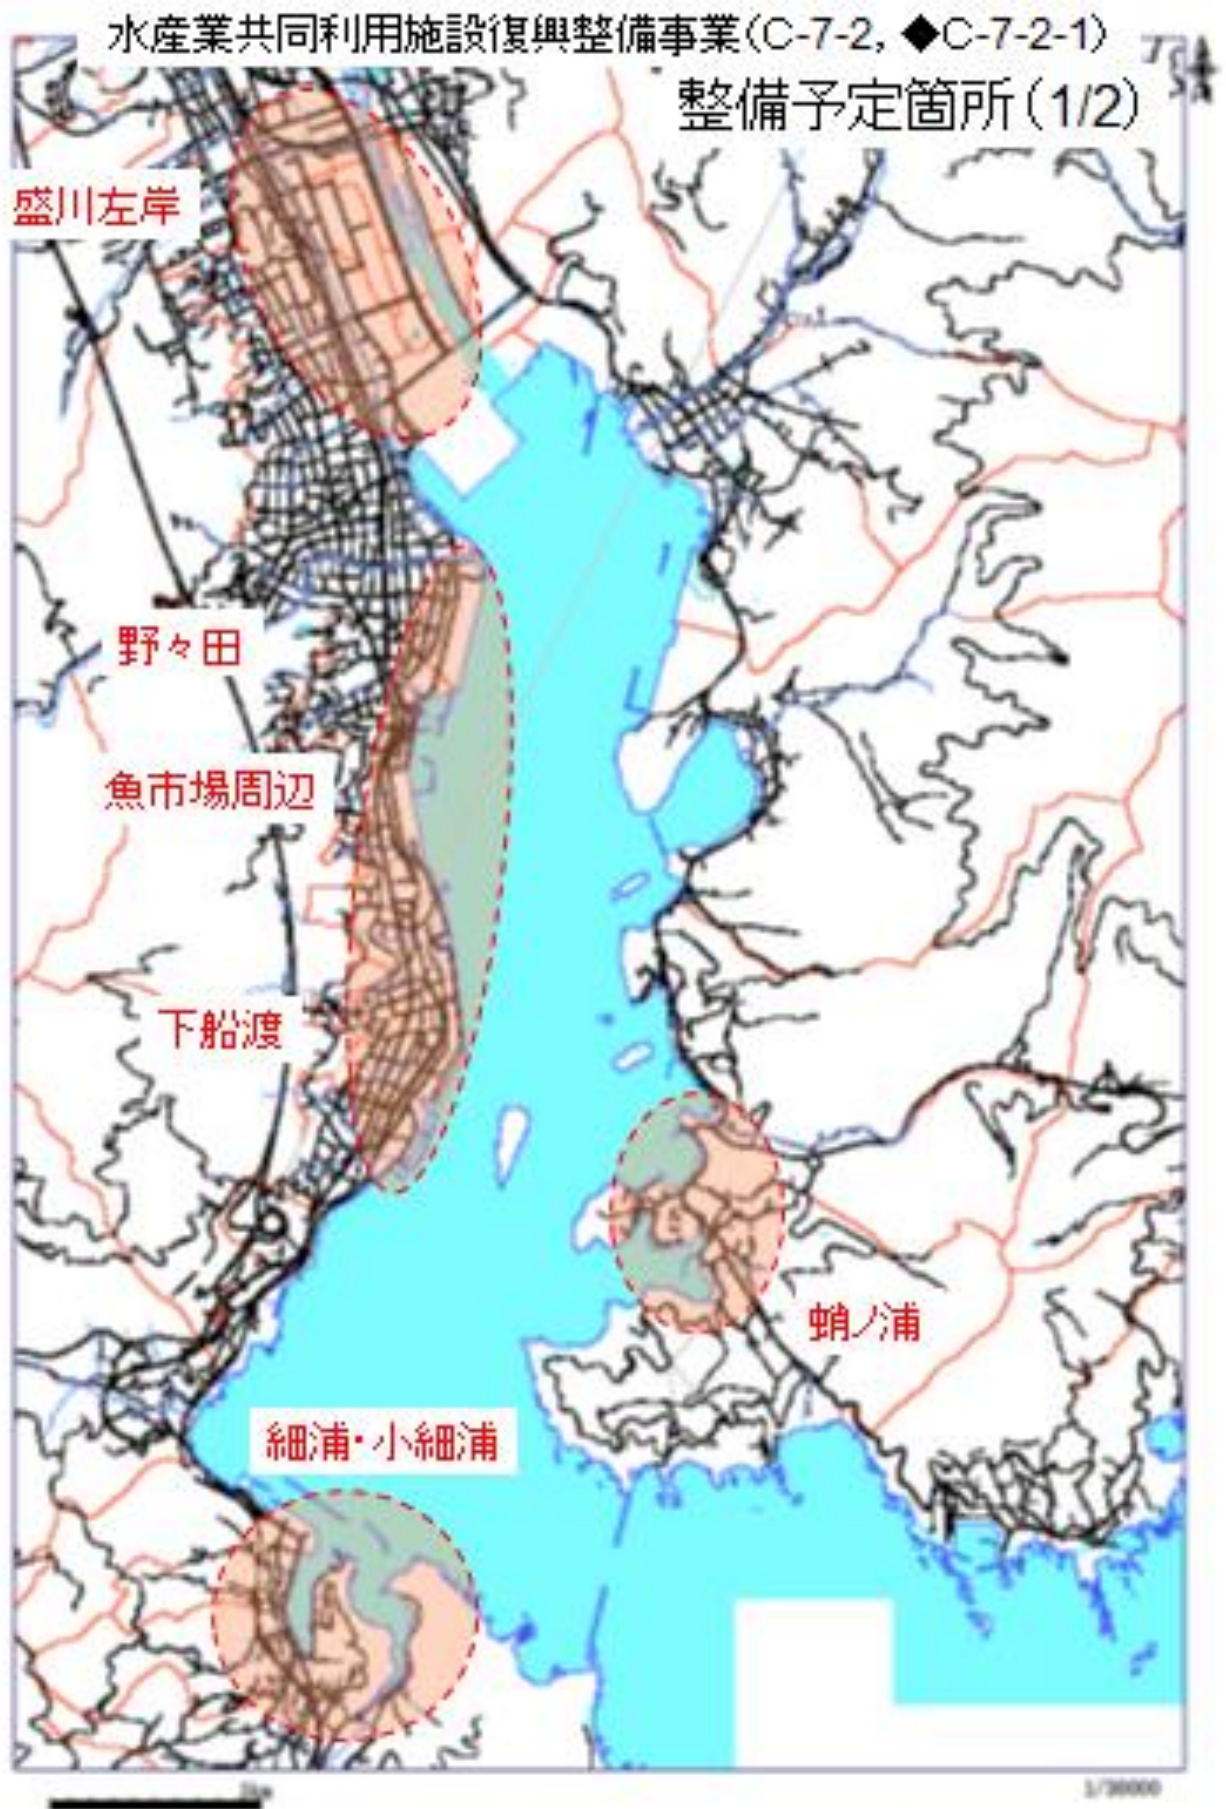 水産業共同利用施設復興整備事業(C-7-2, ◆C-7-2-1)
整備予定箇所(1/2)
盛川左岸
野々田
魚市場周辺
下船渡
蛸ノ浦
細浦・小細浦